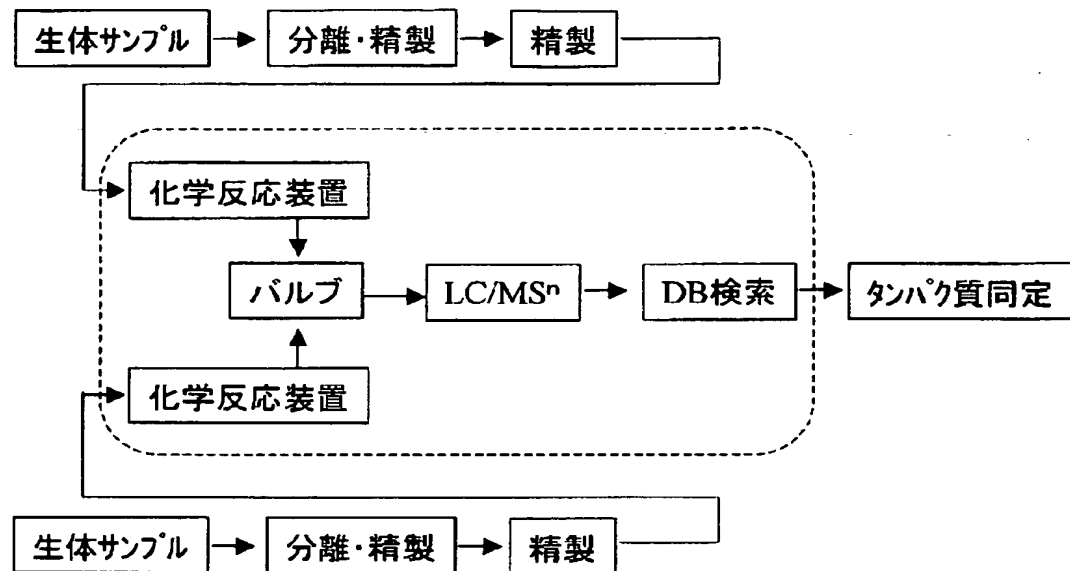 生体サンプル
分離・精製
精製
化学反応装置
バルブ
LC/MSⁿ
DB検索
タンパク質同定
化学反応装置
生体サンプル
分離・精製
精製